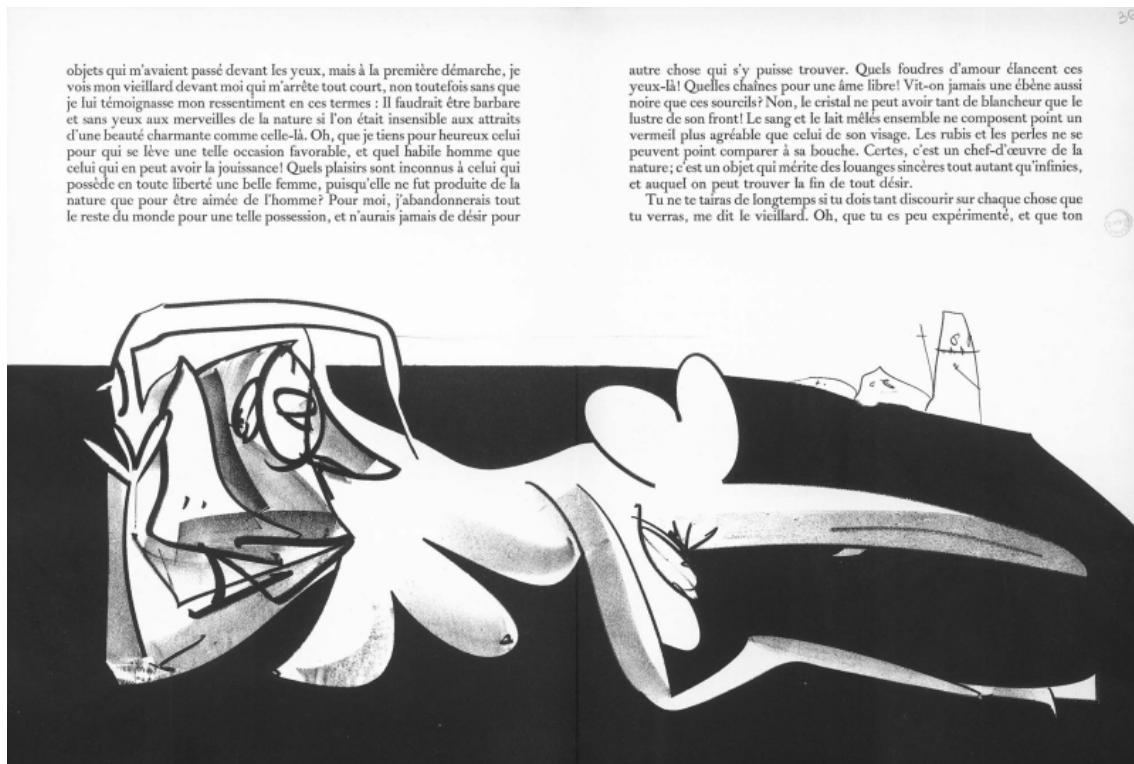 36
objets qui m'avaient passé devant les yeux, mais à la première démarche, je
vois mon vieillard devant moi qui m'arrête tout court, non toutefois sans que
je lui témoignasse mon ressentiment en ces termes : Il faudrait être barbare
et sans yeux aux merveilles de la nature si l'on était insensible aux attraits
d'une beauté charmante comme celle-là. Oh, que je tiens pour heureux celui
pour qui se lève une telle occasion favorable, et quel habile homme que
celui qui en peut avoir la jouissance! Quels plaisirs sont inconnus à celui qui
possède en toute liberté une belle femme, puisqu'elle ne fut produite de la
nature que pour être aimée de l'homme? Pour moi, j'abandonnerais tout
le reste du monde pour une telle possession, et n'aurais jamais de désir pour
autre chose qui s'y puisse trouver. Quels foudres d'amour élancent ces
yeux-là! Quelles chaînes pour une âme libre! Vit-on jamais une ébène aussi
noire que ces sourcils? Non, le cristal ne peut avoir tant de blancheur que le
lustre de son front! Le sang et le lait mêlés ensemble ne composent point un
vermeil plus agréable que celui de son visage. Les rubis et les perles ne se
peuvent point comparer à sa bouche. Certes, c'est un chef-d'œuvre de la
nature; c'est un objet qui mérite des louanges sincères tout autant qu'infinies,
et auquel on peut trouver la fin de tout désir.
Tu ne te tairas de longtemps si tu dois tant discourir sur chaque chose que
tu verras, me dit le vieillard. Oh, que tu es peu expérimenté, et que ton